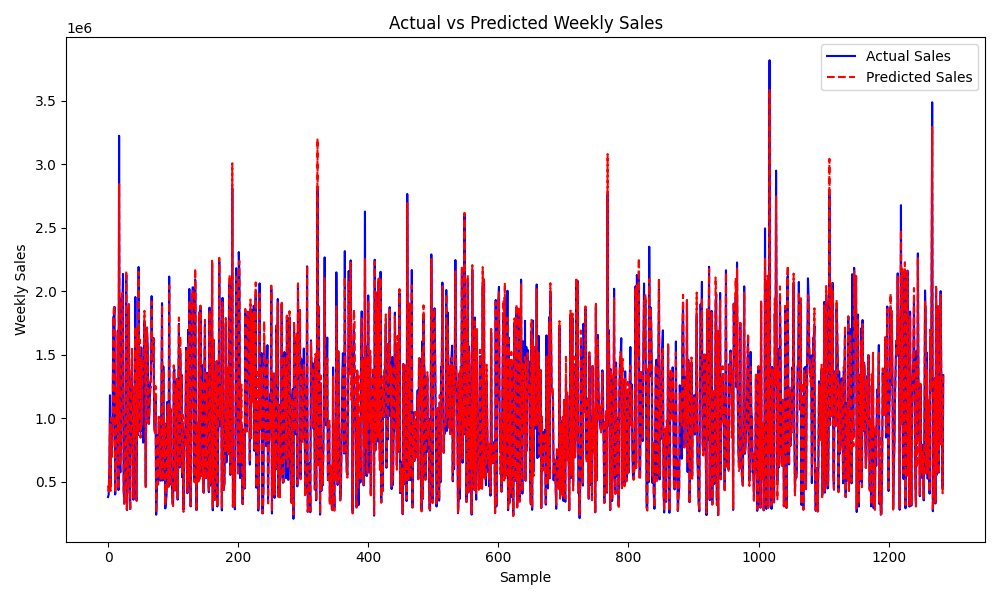 Actual vs Predicted Weekly Sales
1e6
Actual Sales
Predicted Sales
3.5
3.0
2.5
2.0
1.5
1.0
0.5
Weekly Sales
0 200 400 600 800 1000 1200
Sample